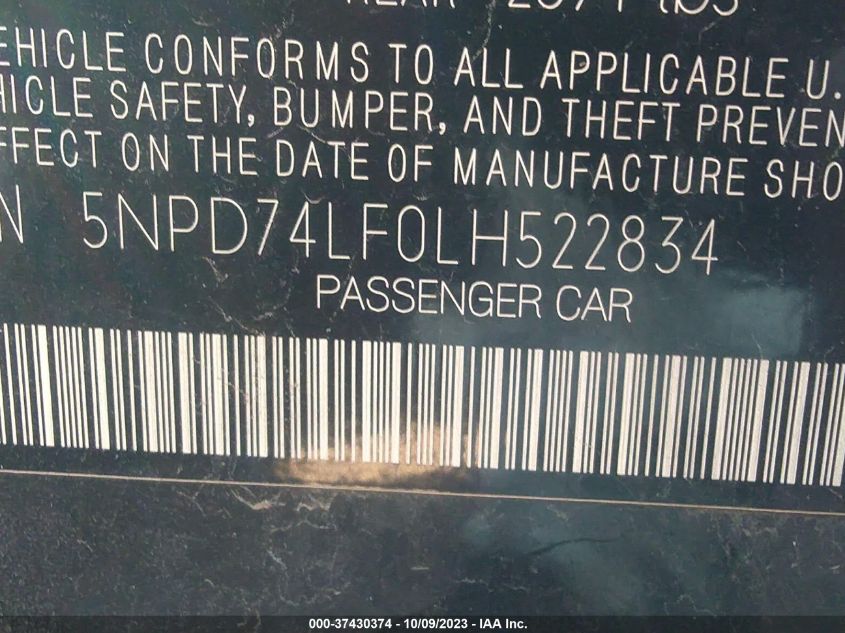 EHICLE CONFORMS TO ALL APPLICABLE U.
HICLE SAFETY, BUMPER, AND THEFT PREVEN
FFECT ON THE DATE OF MANUFACTURE SHO
N 5NPD74LF0LH522834
PASSENGER CAR
000-37430374 - 10/09/2023 - IAA Inc.